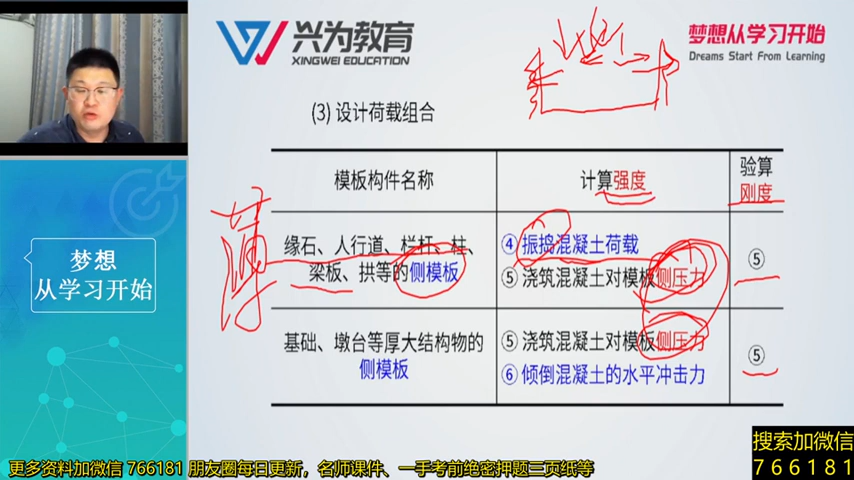 兴为教育
XINGWEI EDUCATION
梦想从学习开始
Dreams Start From Learning
(3) 设计荷载组合
模板构件名称
计算强度
验算
刚度
缘石、人行道、栏杆、柱、
梁板、拱等的侧模板
④ 振捣混凝土荷载
⑤ 浇筑混凝土对模板侧压力
⑤
基础、墩台等厚大结构物的
侧模板
⑤ 浇筑混凝土对模板侧压力
⑥ 倾倒混凝土的水平冲击力
⑤
薄
梦想
从学习开始
搜索加微信
766181
更多资料加微信 766181 朋友圈每日更新，名师课件、一手考前绝密押题三页纸等